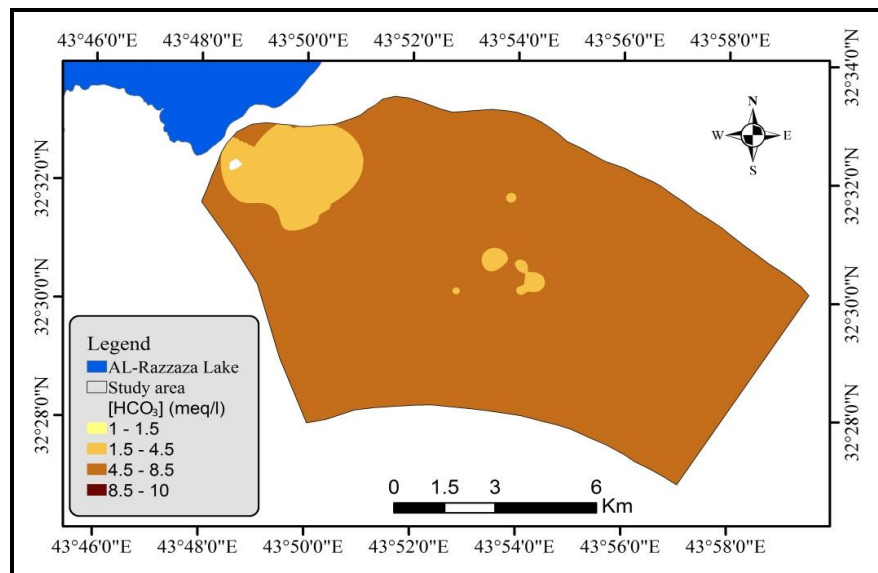 43°46'0"E 43°48'0"E 43°50'0"E 43°52'0"E 43°54'0"E 43°56'0"E 43°58'0"E
32°34'0"N
N
W E
S
32°32'0"N 32°32'0"N
32°30'0"N 32°30'0"N
Legend
AL-Razzaza Lake
Study area
[HCO₃] (meq/l)
1 - 1.5
1.5 - 4.5
4.5 - 8.5
8.5 - 10
32°28'0"N 32°28'0"N
0 1.5 3 6
Km
43°46'0"E 43°48'0"E 43°50'0"E 43°52'0"E 43°54'0"E 43°56'0"E 43°58'0"E